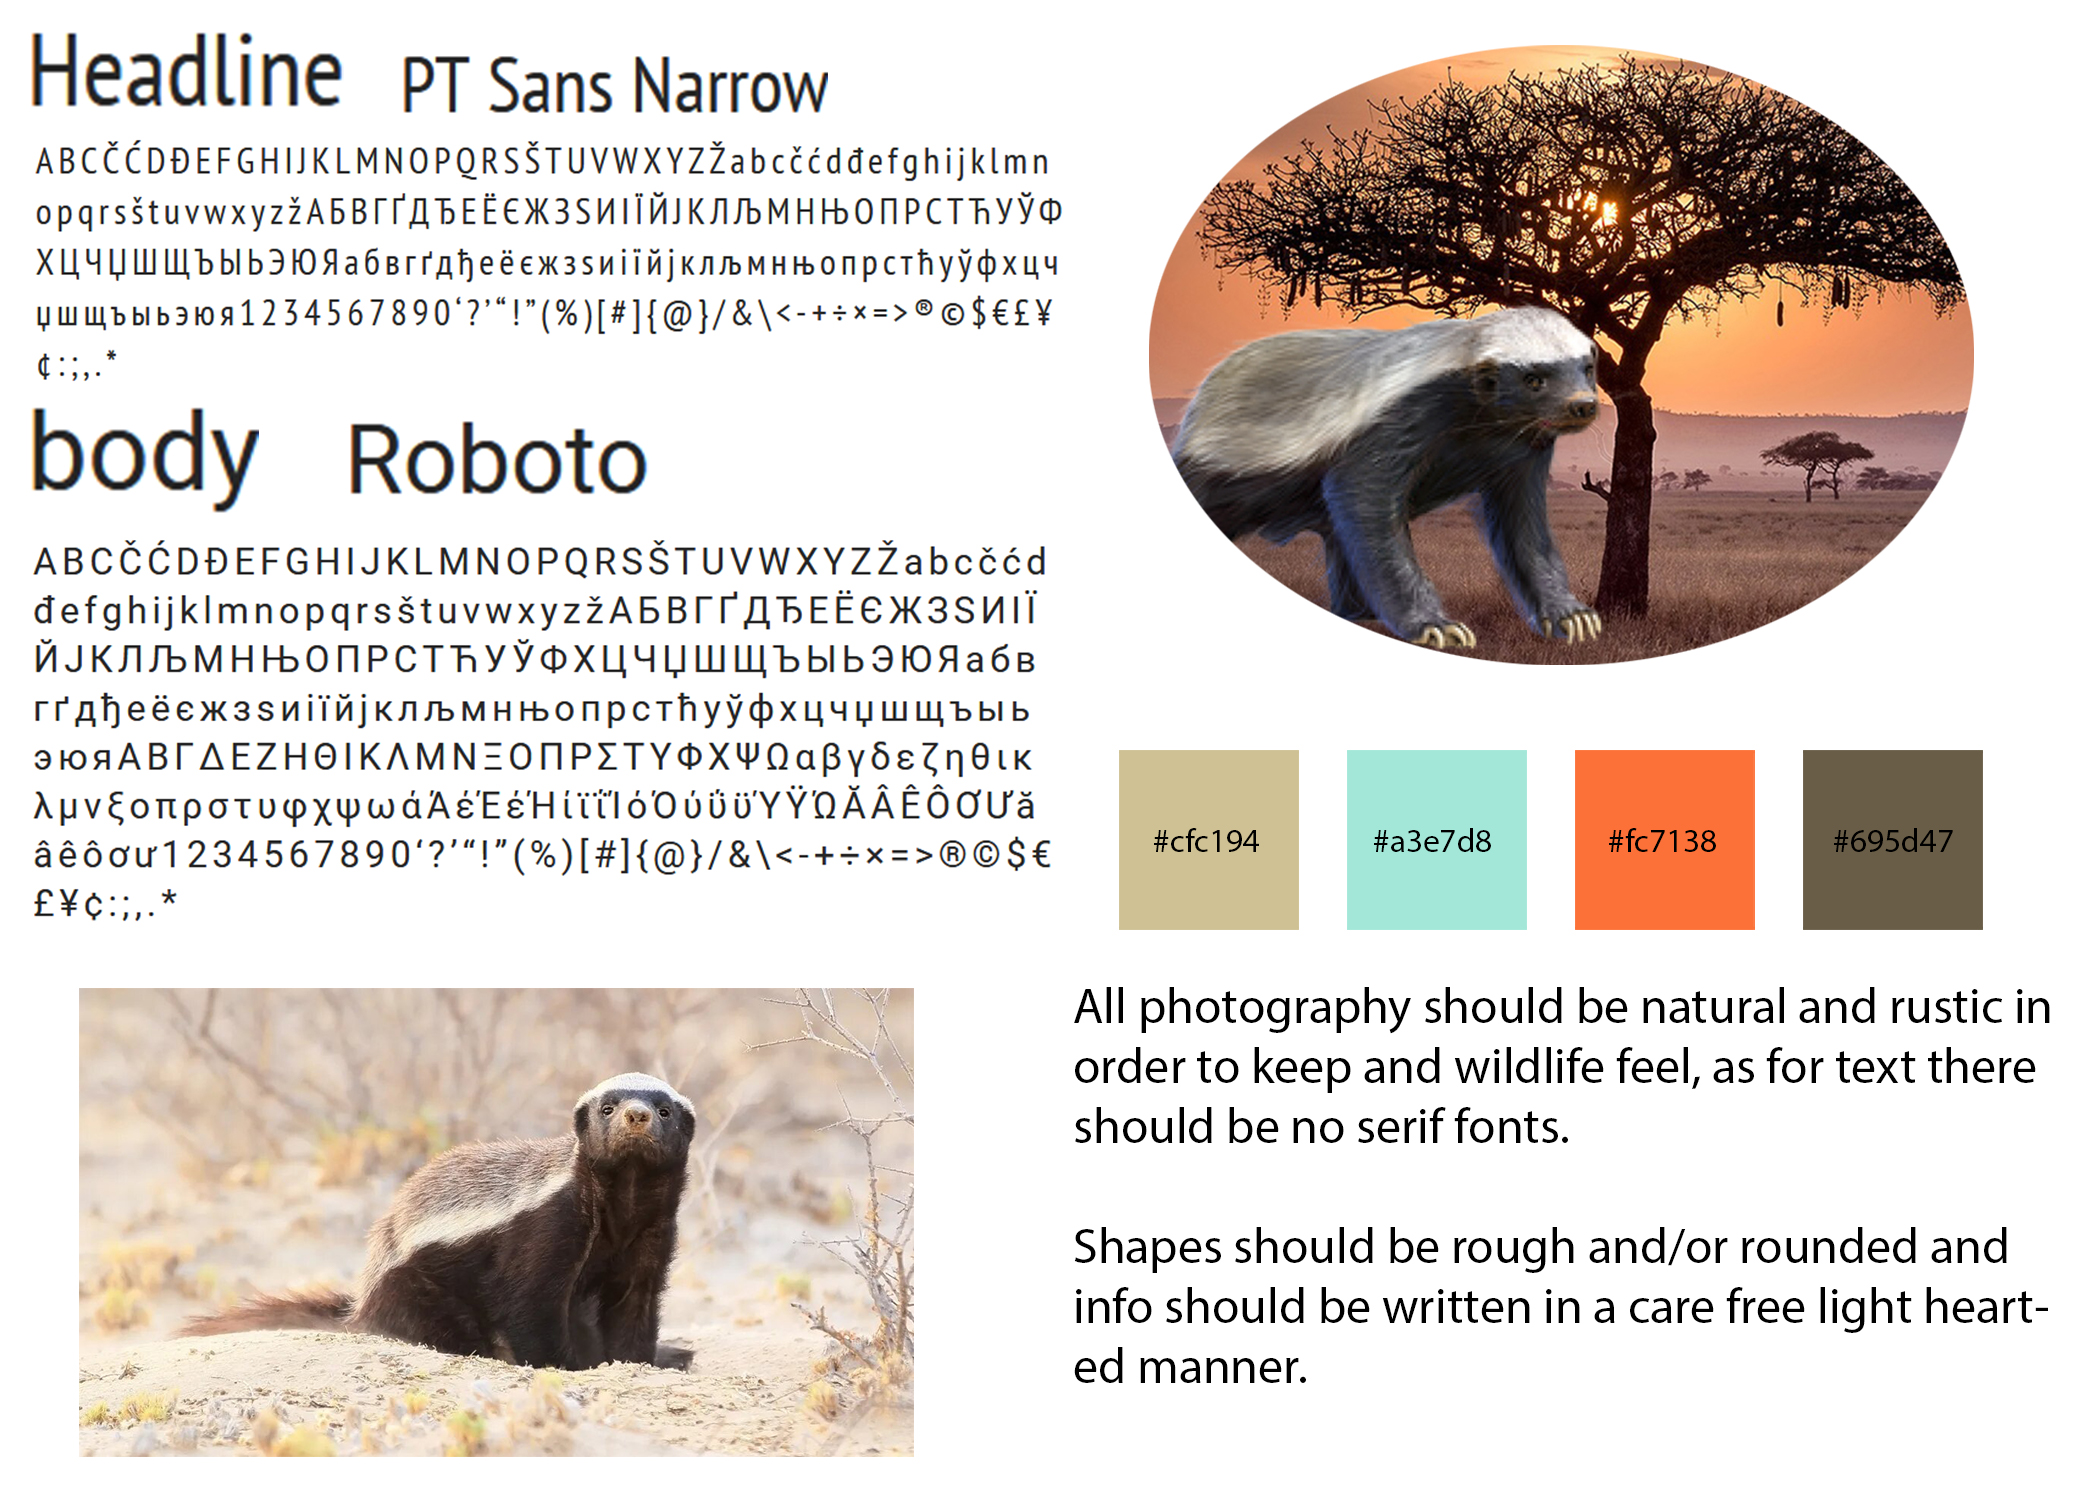 Headline PT Sans Narrow
ABCČĆDĐEFGHIJKLMNOPQRSŠTUVWXYZŽabcčćdđefghijklmn
opqrsštuvwxyzžАБВГҐДЂЕЁЄЖЗЅИІЇЙЈКЛЉМНЊОПРСТЋУЎФ
ХЦЧЏШЩЪЫЬЭЮЯабвгґдђеёєжзѕиіїйјклљмнњопрстћуўфхцч
џшщъыьэюя1234567890‘?’“!”(%)[#]{@}/&\<-+÷×=>®©$€£¥
¢:;,.*
body Roboto
ABCČĆDĐEFGHIJKLMNOPQRSŠTUVWXYZŽabcčćd
đefghijklmnopqrsštuvwxyzžАБВГҐДЂЕЁЄЖЗЅИІЇ
ЙЈКЛЉМНЊОПРСТЋУЎФХЦЧЏШЩЪЫЬЭЮЯабв
гґдђеёєжзѕиіїйјклљмнњопрстћуўфхцчџшщъыь
эюяΑΒΓΔΕΖΗΘΙΚΛΜΝΞΟΠΡΣΤΥΦΧΨΩαβγδεζηθικ
λμνξοπρστυφχψωάΆέΈέΉίϊΐΊόΌύΰϋΎΫΏĂÂÊÔƠƯă
âêôơư1234567890‘?’“!”(%)[#]{@}/&\<-+÷×=>®©$€
£¥¢:;,.*
#cfc194 #a3e7d8 #fc7138 #695d47
All photography should be natural and rustic in
order to keep and wildlife feel, as for text there
should be no serif fonts.
Shapes should be rough and/or rounded and
info should be written in a care free light heart-
ed manner.